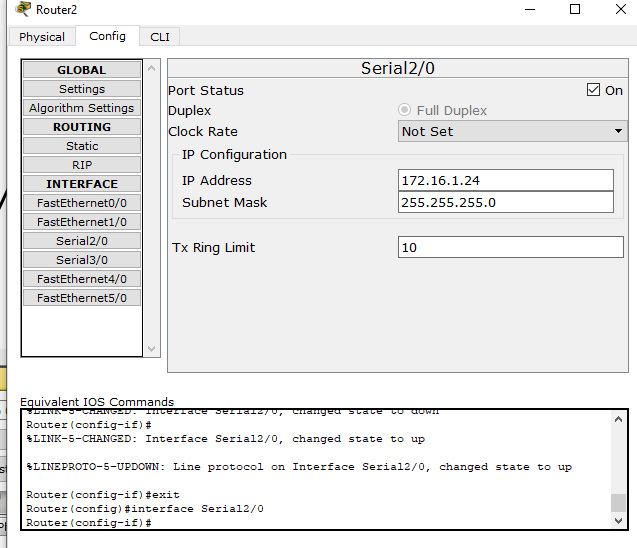 Router2
Physical Config CLI
GLOBAL
Settings
Algorithm Settings
ROUTING
Static
RIP
INTERFACE
FastEthernet0/0
FastEthernet1/0
Serial2/0
Serial3/0
FastEthernet4/0
FastEthernet5/0
Serial2/0
Port Status On
Duplex Full Duplex
Clock Rate Not Set
IP Configuration
IP Address 172.16.1.24
Subnet Mask 255.255.255.0
Tx Ring Limit 10
Equivalent IOS Commands
%LINK-5-CHANGED: Interface Serial2/0, changed state to down
Router(config-if)#
%LINK-5-CHANGED: Interface Serial2/0, changed state to up
%LINEPROTO-5-UPDOWN: Line protocol on Interface Serial2/0, changed state to up
Router(config-if)#exit
Router(config)#interface Serial2/0
Router(config-if)#